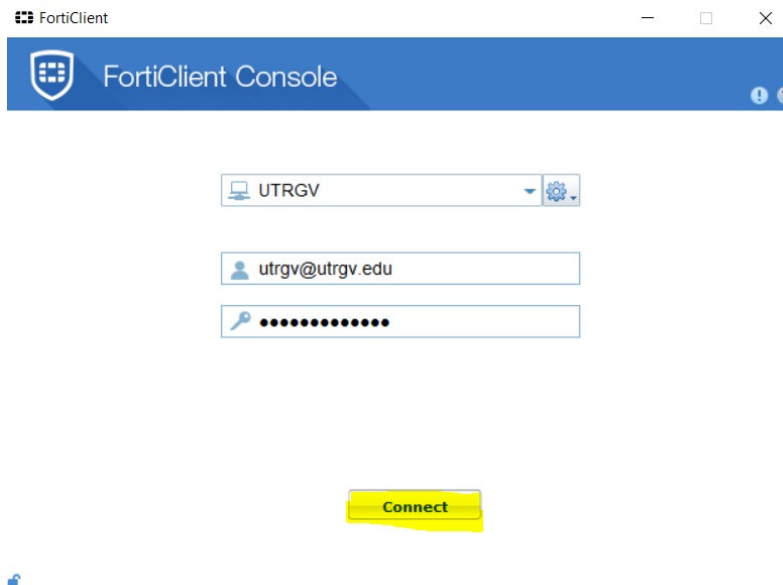 FortiClient
FortiClient Console
UTRGV
utrgv@utrgv.edu
●●●●●●●●●●●●●
Connect